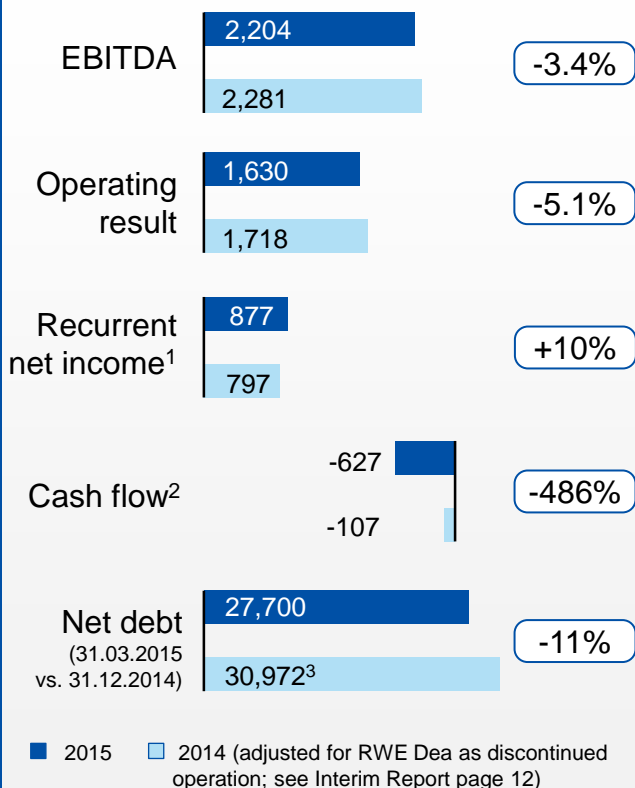 2,204
EBITDA
-3.4%
2,281
1,630
Operating
result
-5.1%
1,718
877
Recurrent
net income¹
+10%
797
-627
Cash flow²
-486%
-107
27,700
Net debt
(31.03.2015
vs. 31.12.2014)
-11%
30,972³
2015
2014 (adjusted for RWE Dea as discontinued
operation; see Interim Report page 12)